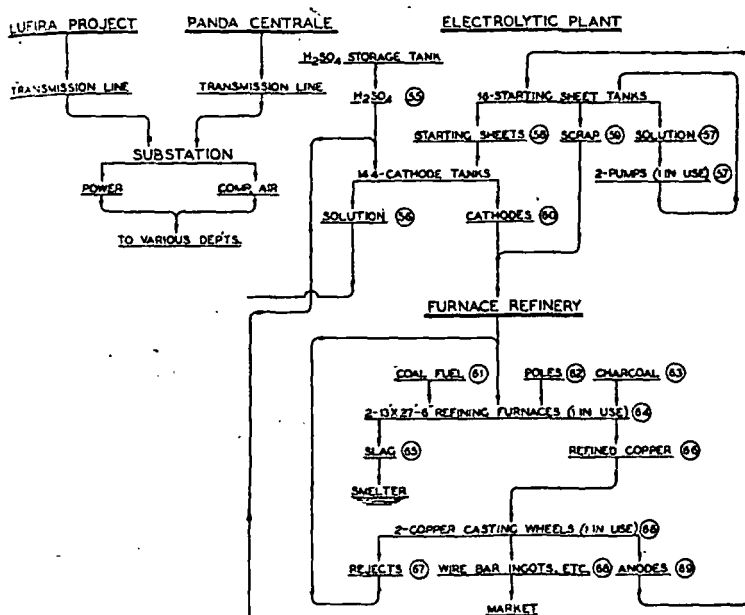 LUFIRA PROJECT
PANDA CENTRALE
ELECTROLYTIC PLANT
H2SO4 STORAGE TANK
TRANSMISSION LINE
TRANSMISSION LINE
H2SO4 55
16-STARTING SHEET TANKS
STARTING SHEETS 58
SCRAP 59
SOLUTION 57
SUBSTATION
144-CATHODE TANKS
2-PUMPS (1 IN USE) 57
POWER
COMP. AIR
SOLUTION 56
CATHODES 60
TO VARIOUS DEPTS.
FURNACE REFINERY
COAL FUEL 61
POLES 62
CHARCOAL 63
2-13'X27'-6" REFINING FURNACES (1 IN USE) 64
SLAG 65
REFINED COPPER 66
SMELTER
2-COPPER CASTING WHEELS (1 IN USE) 66
REJECTS 67
WIRE BAR INGOTS, ETC. 68
ANODES 69
MARKET